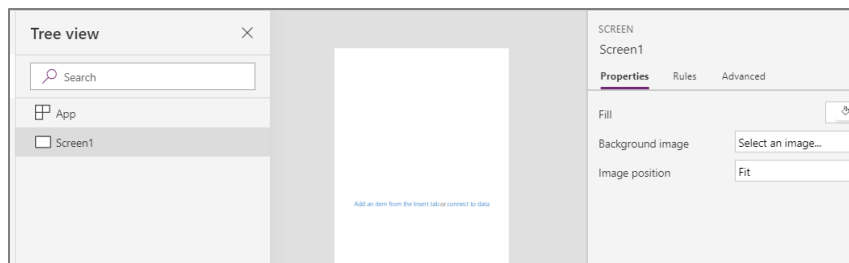 Tree view
Search
App
Screen1
Add an item from the Insert tab or connect to data
SCREEN
Screen1
Properties Rules Advanced
Fill
Background image Select an image...
Image position Fit